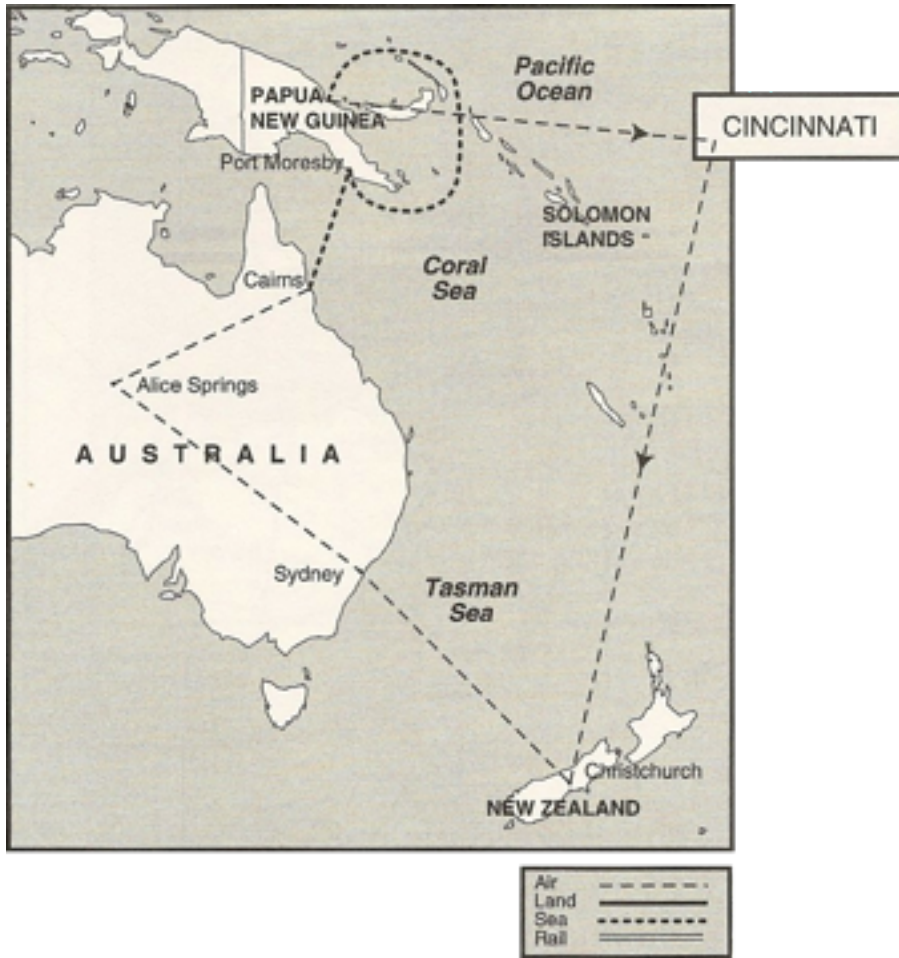 Pacific
Ocean
PAPUA
NEW GUINEA
CINCINNATI
Port Moresby
SOLOMON
ISLANDS
Coral
Sea
Cairns
Alice Springs
AUSTRALIA
Sydney
Tasman
Sea
Christchurch
NEW ZEALAND
Air
Land
Sea
Rail